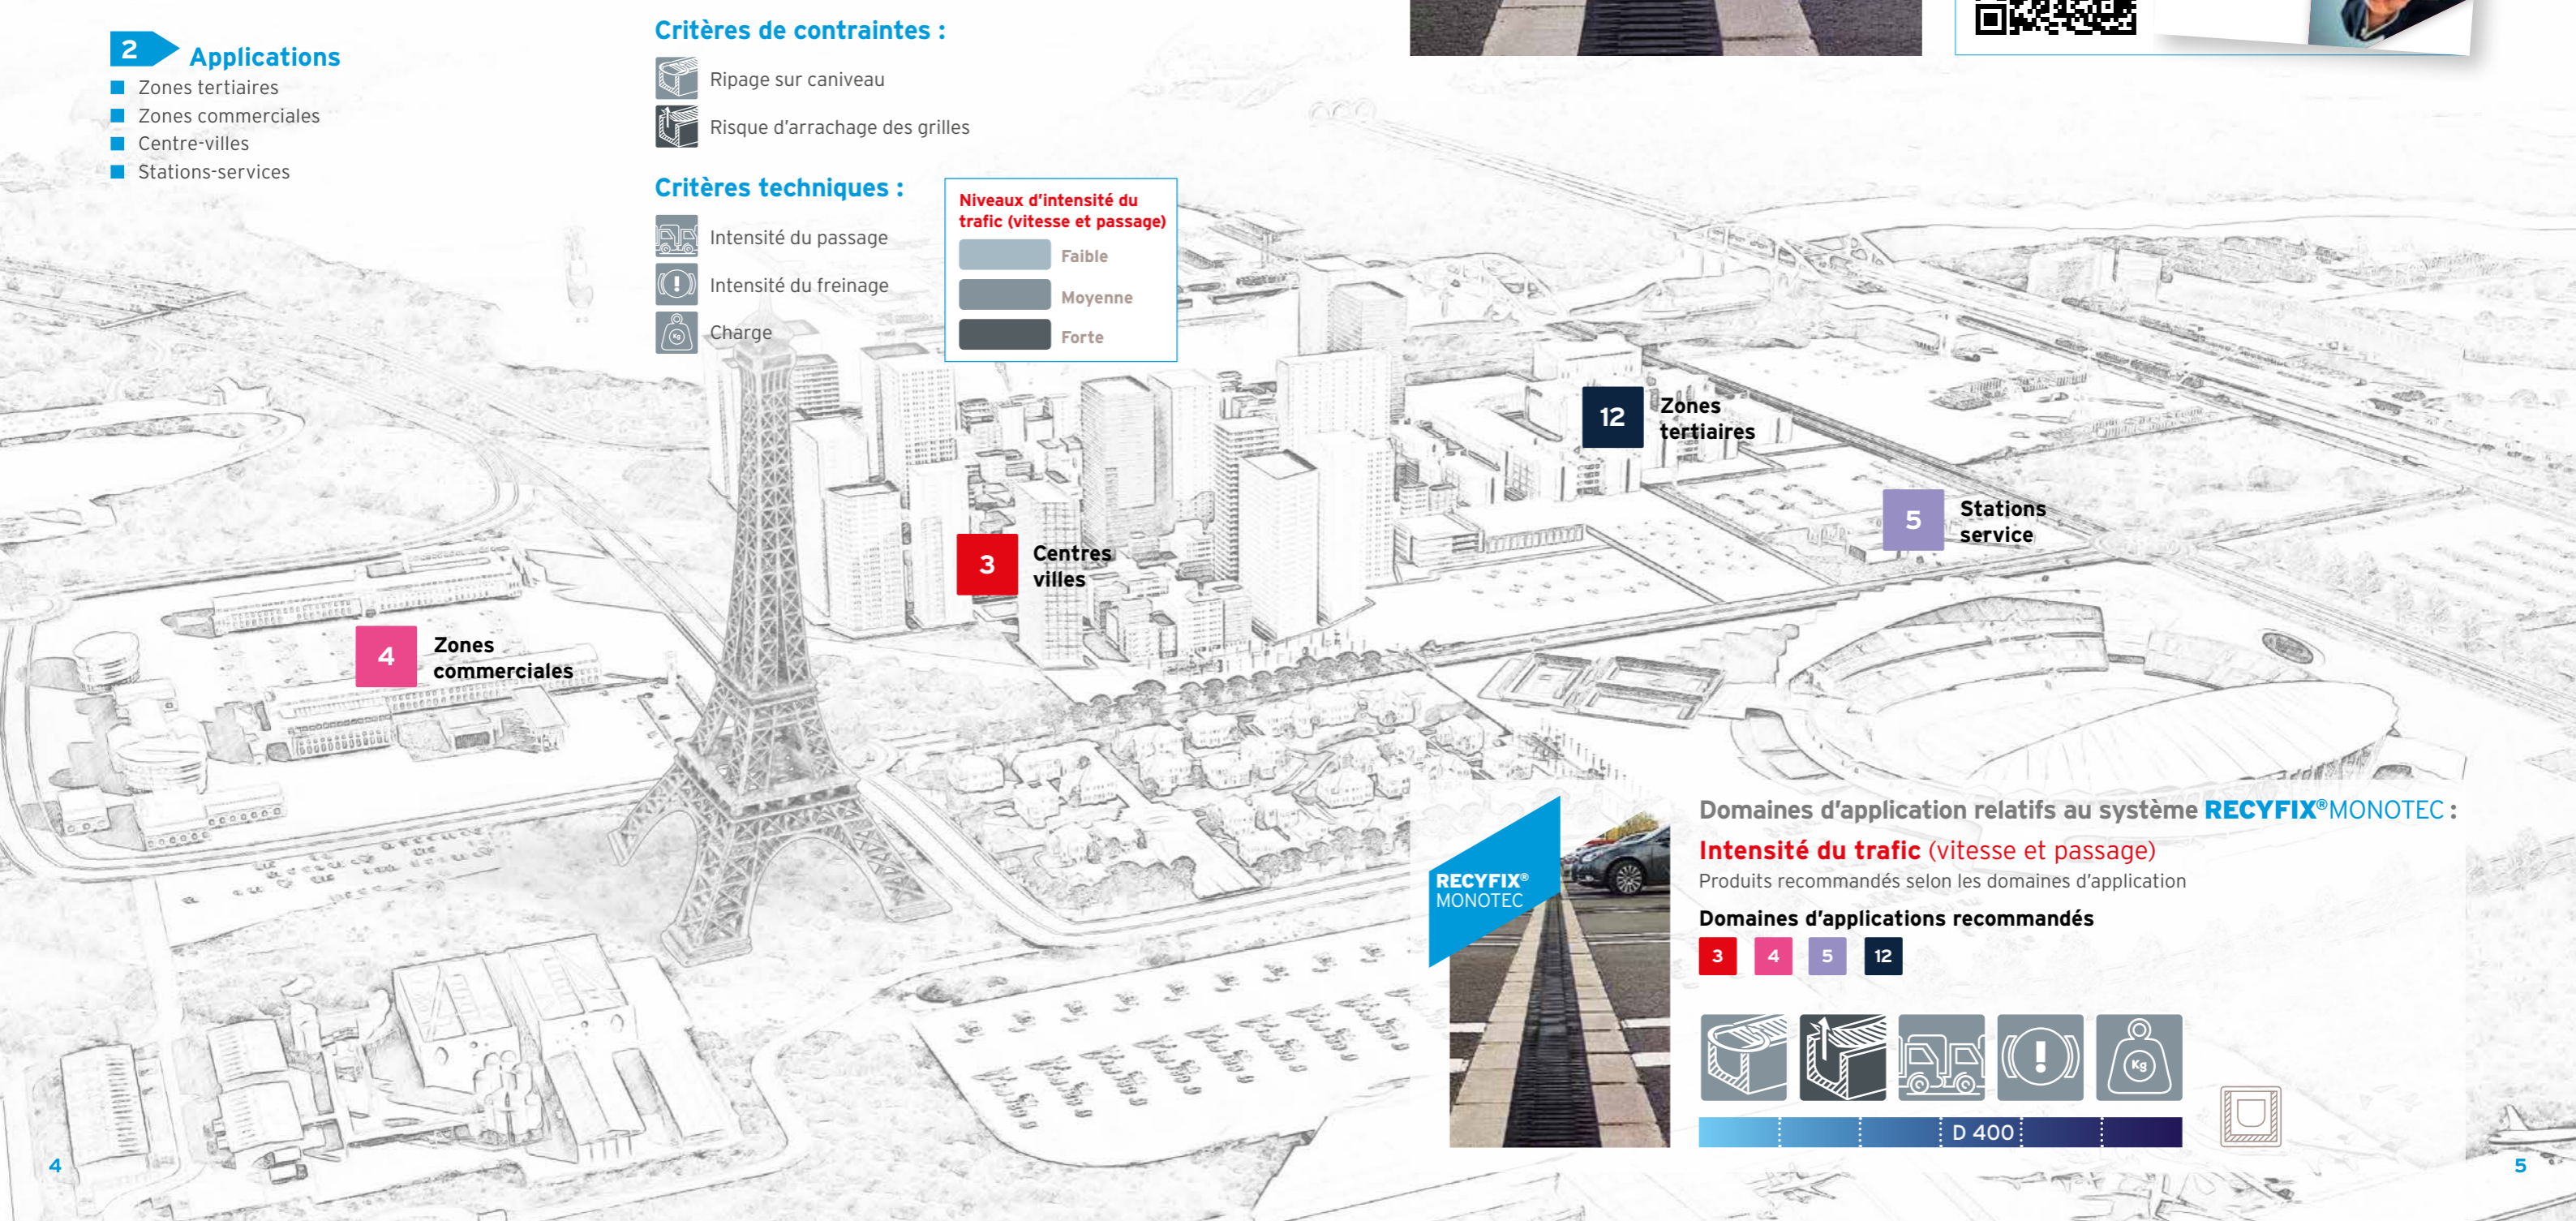 2
Applications
Zones tertiaires
Zones commerciales
Centre-villes
Stations-services
Critères de contraintes :
Ripage sur caniveau
Risque d'arrachage des grilles
Critères techniques :
Intensité du passage
Intensité du freinage
Kg
Charge
Niveaux d'intensité du
trafic (vitesse et passage)
Faible
Moyenne
Forte
12
Zones
tertiaires
5
Stations
service
3
Centres
villes
4
Zones
commerciales
RECYFIX®
MONOTEC
Domaines d'application relatifs au système RECYFIX®MONOTEC :
Intensité du trafic (vitesse et passage)
Produits recommandés selon les domaines d'application
Domaines d'applications recommandés
3 4 5 12
Kg
D 400
4
5